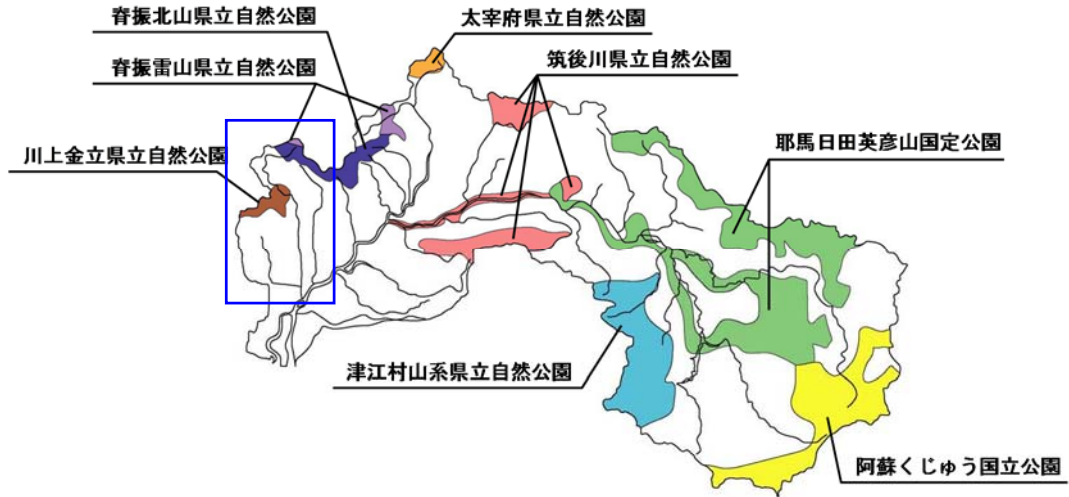 脊振北山県立自然公園
太宰府県立自然公園
脊振雷山県立自然公園
筑後川県立自然公園
川上金立県立自然公園
耶馬日田英彦山国定公園
津江村山系県立自然公園
阿蘇くじゅう国立公園